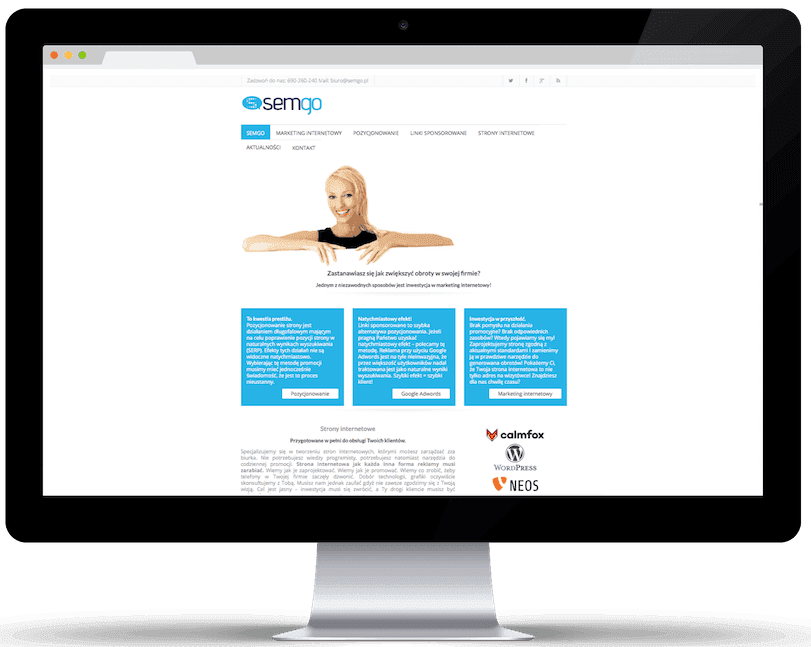 Zadzwoń do nas: 690-260-240 Mail: biuro@semgo.pl
semgo
SEMGO MARKETING INTERNETOWY POZYCJONOWANIE LINKI SPONSOROWANE STRONY INTERNETOWE
AKTUALNOŚCI KONTAKT
Zastanawiasz się jak zwiększyć obroty w swojej firmie?
Jednym z niezawodnych sposobów jest inwestycja w marketing internetowy!
To kwestia prestiżu.
Pozycjonowanie strony jest
działaniem długofalowym mającym
na celu poprawienie pozycji strony w
naturalnych wynikach wyszukiwania
(SERP). Efekty tych działań nie są
widoczne natychmiastowo.
Wybierając tę metodę promocji
musimy mieć jednocześnie
świadomość, że jest to proces
nieustanny.
Pozycjonowanie
Natychmiastowy efekt!
Linki sponsorowane to szybka
alternatywa pozycjonowania. Jeżeli
pragną Państwo uzyskać
natychmiastowy efekt – polecamy tę
metodę. Reklama przy użyciu Google
Adwords jest na tyle nieinwazyjna, że
przez większość użytkowników nadal
traktowana jest jako naturalne wyniki
wyszukiwania. Szybki efekt = szybki
klient!
Google Adwords
Inwestycja w przyszłość.
Brak pomysłu na działania
promocyjne? Brak odpowiednich
zasobów? Wtedy pojawiamy się my!
Zaprojektujemy stronę zgodną z
aktualnymi standardami i zamienimy
ją w prawdziwe narzędzie do
generowania obrotów! Pokażemy Ci,
że Twoja strona internetowa to nie
tylko adres na wizytówce! Znajdziesz
dla nas chwilę czasu?
Marketing internetowy
Strony internetowe
Przygotowane w pełni do obsługi Twoich klientów.
Specjalizujemy się w tworzeniu stron internetowych, którymi możesz zarządzać zza
biurka. Nie potrzebujesz wiedzy programisty, potrzebujesz natomiast narzędzia do
codziennej promocji. Strona internetowa jak każda inna forma reklamy musi
zarabiać. Wiemy jak je zaprojektować. Wiemy jak je promować. Wiemy co zrobić, żeby
telefony w Twojej firmie zaczęły dzwonić. Dobór technologii, grafiki oczywiście
skonsultujemy z Tobą. Musisz nam jednak zaufać gdyż nie zawsze zgodzimy się z Twoją
wizją. Cel jest jasny – inwestycja musi się zwrócić, a Ty drogi kliencie musisz być
calmfox
WORDPRESS
NEOS